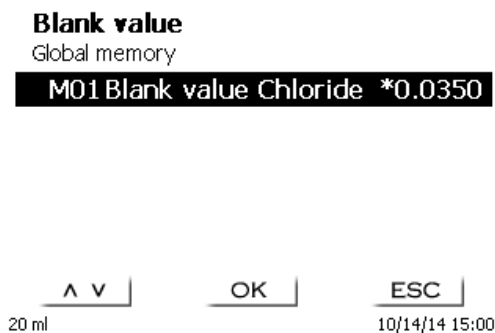 Blank value
Global memory
M01 Blank value Chloride *0.0350
∧ ∨ OK ESC
20 ml 10/14/14 15:00